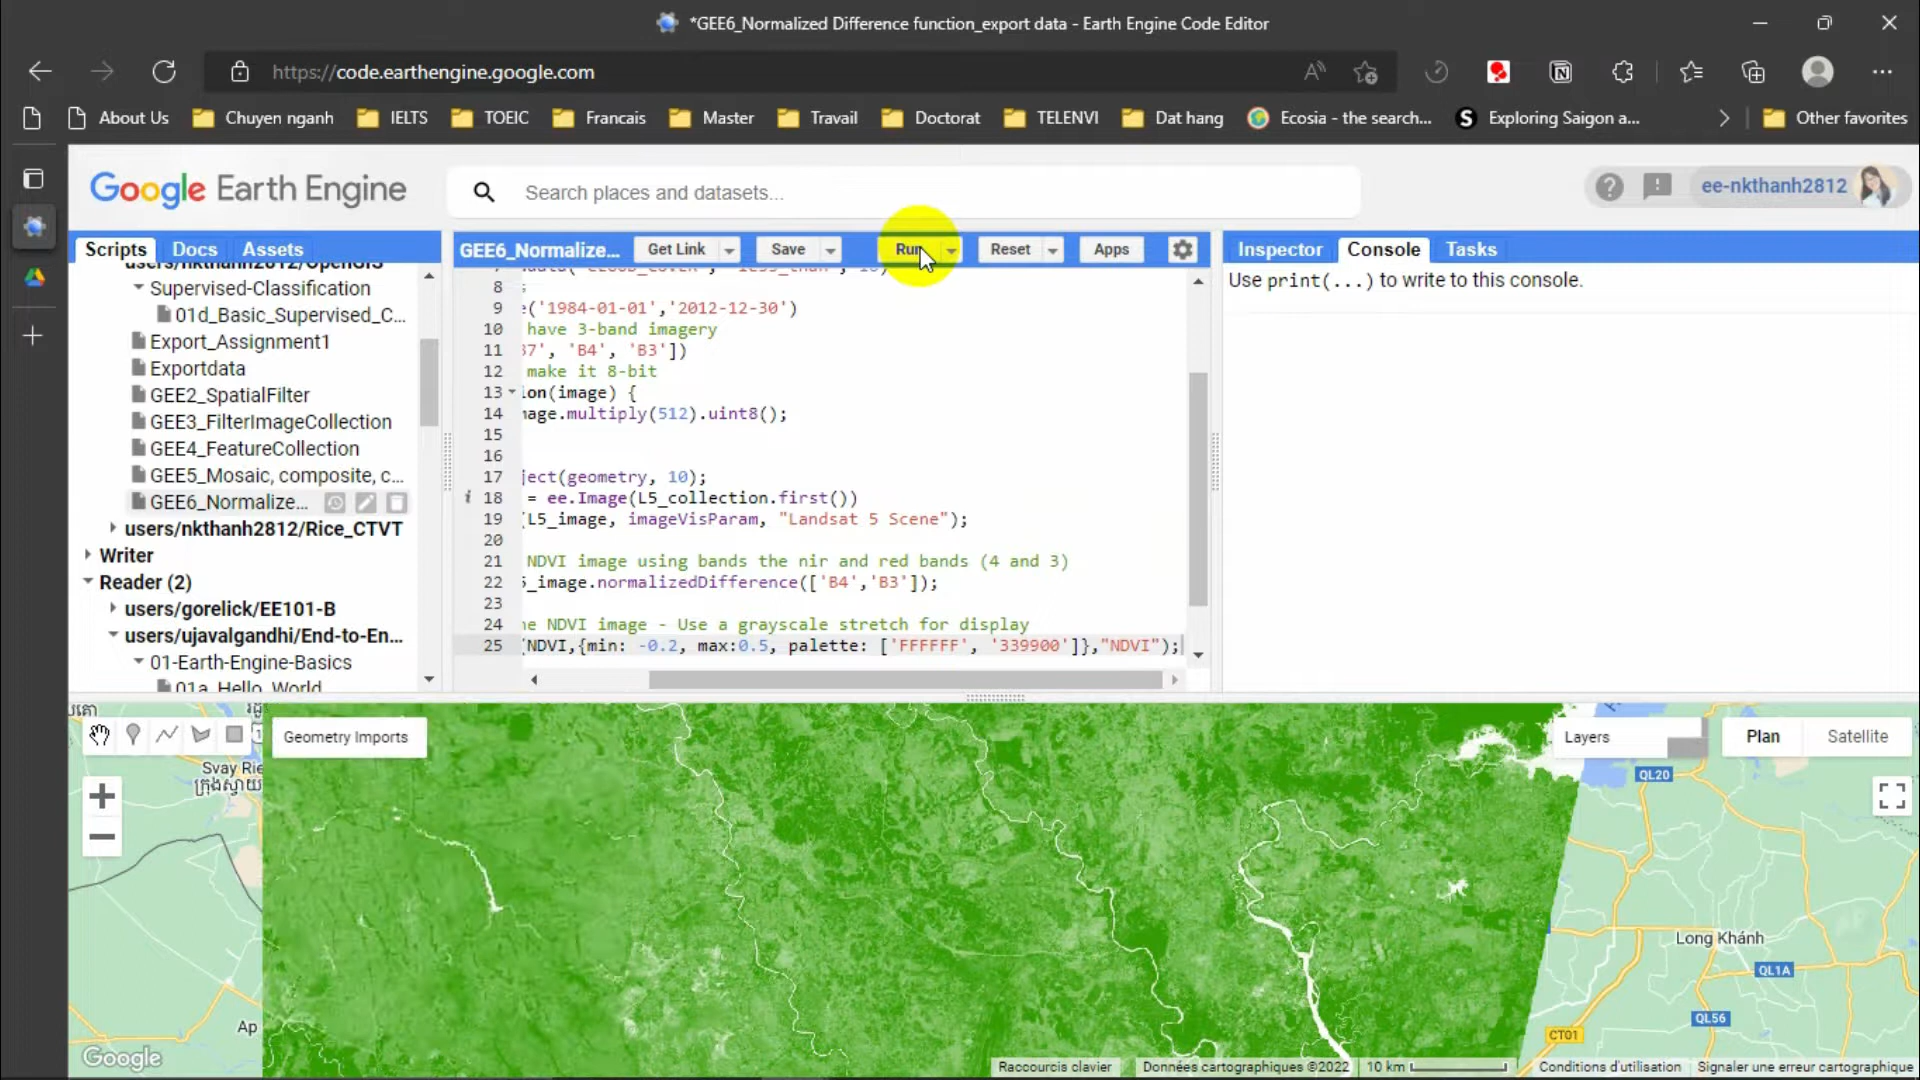 *GEE6_Normalized Difference function_export data - Earth Engine Code Editor
https://code.earthengine.google.com
About Us
Chuyen nganh
IELTS
TOEIC
Francais
Master
Travail
Doctorat
TELENVI
Dat hang
Ecosia - the search...
Exploring Saigon a...
Other favorites
Google Earth Engine
Search places and datasets...
ee-nkthanh2812
Scripts
Docs
Assets
users/nkthanh2812/OpenGIS
Supervised-Classification
01d_Basic_Supervised_C...
Export_Assignment1
Exportdata
GEE2_SpatialFilter
GEE3_FilterImageCollection
GEE4_FeatureCollection
GEE5_Mosaic, composite, c...
GEE6_Normalize...
users/nkthanh2812/Rice_CTVT
Writer
Reader (2)
users/gorelick/EE101-B
users/ujavalgandhi/End-to-En...
01-Earth-Engine-Basics
01a_Hello_World
GEE6_Normalize...
Get Link
Save
Run
Reset
Apps
8 ;
9 e('1984-01-01','2012-12-30')
10 have 3-band imagery
11 B7', 'B4', 'B3'])
12 make it 8-bit
13 ion(image) {
14 mage.multiply(512).uint8();
15
16
17 ject(geometry, 10);
i 18 = ee.Image(L5_collection.first())
19 (L5_image, imageVisParam, "Landsat 5 Scene");
20
21 NDVI image using bands the nir and red bands (4 and 3)
22 5_image.normalizedDifference(['B4','B3']);
23
24 he NDVI image - Use a grayscale stretch for display
25 (NDVI,{min: -0.2, max:0.5, palette: ['FFFFFF', '339900']},"NDVI");
Inspector
Console
Tasks
Use print(...) to write to this console.
Geometry Imports
Layers
Plan
Satellite
Svay Rie
QL20
Long Khánh
QL1A
QL56
CT01
Ap
Google
Raccourcis clavier
Données cartographiques ©2022
10 km
Conditions d'utilisation
Signaler une erreur cartographique